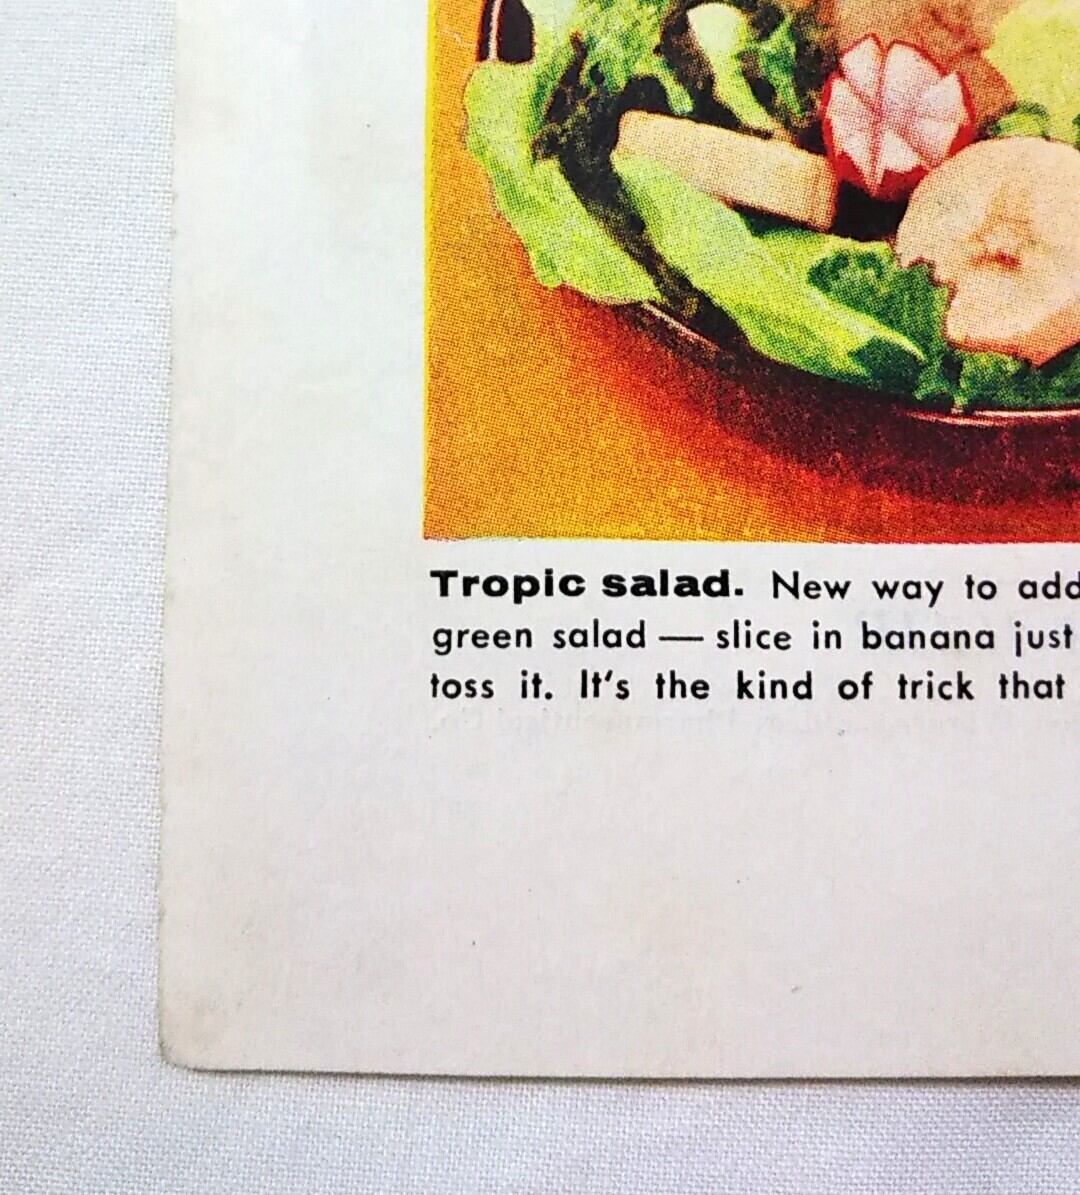 Tropic salad. New way to add
green salad — slice in banana just
toss it. It's the kind of trick that